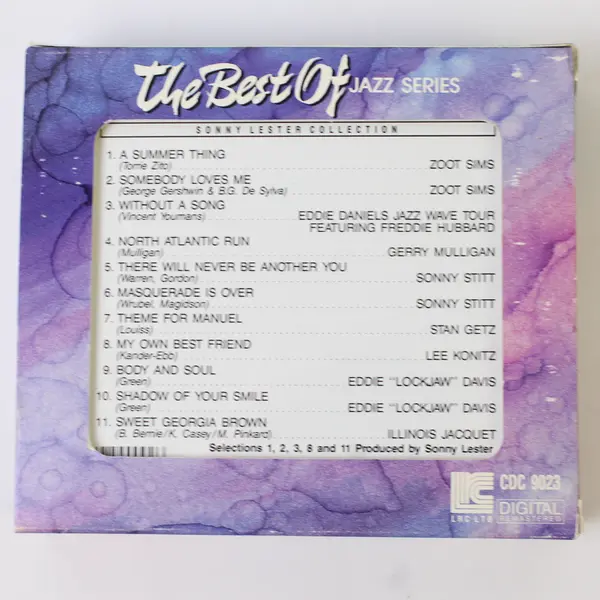 The Best Of JAZZ SERIES
SONNY LESTER COLLECTION
1. A SUMMER THING
(Tome Zito) ZOOT SIMS
2. SOMEBODY LOVES ME
(George Gershwin & B.G. De Sylva) ZOOT SIMS
3. WITHOUT A SONG
(Vincent Youmans) EDDIE DANIELS JAZZ WAVE TOUR
FEATURING FREDDIE HUBBARD
4. NORTH ATLANTIC RUN
(Mulligan) GERRY MULLIGAN
5. THERE WILL NEVER BE ANOTHER YOU
(Warren, Gordon) SONNY STITT
6. MASQUERADE IS OVER
(Wrubel, Magidson) SONNY STITT
7. THEME FOR MANUEL
(Louiss) STAN GETZ
8. MY OWN BEST FRIEND
(Kander-Ebb) LEE KONITZ
9. BODY AND SOUL
(Green) EDDIE '"LOCKJAW"' DAVIS
10. SHADOW OF YOUR SMILE
(Green) EDDIE '"LOCKJAW"' DAVIS
11. SWEET GEORGIA BROWN
(B. Bernie/K. Casey/M. Pinkard) ILLINOIS JACQUET
Selections 1, 2, 3, 8 and 11 Produced by Sonny Lester
LRC LTD
CDC 9023
DIGITAL
REMASTERED